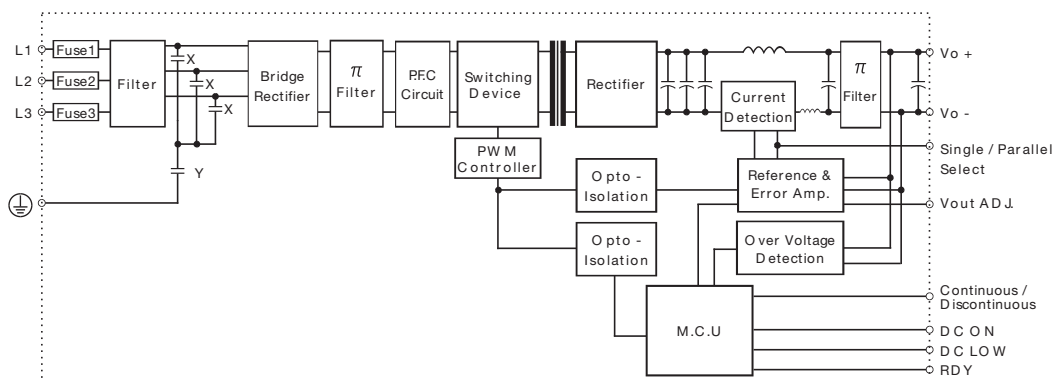 L1
Fuse1
L2
Fuse2
L3
Fuse3
Filter
X
X
X
Y
Bridge
Rectifier
π
Filter
P.F.C
Circuit
Switching
Device
PWM
Controller
Rectifier
Current
Detection
π
Filter
Vo +
Vo -
Single / Parallel
Select
Opto -
Isolation
Reference &
Error Amp.
Vout ADJ.
Opto -
Isolation
Over Voltage
Detection
M.C.U
Continuous /
Discontinuous
DC ON
DC LOW
RDY